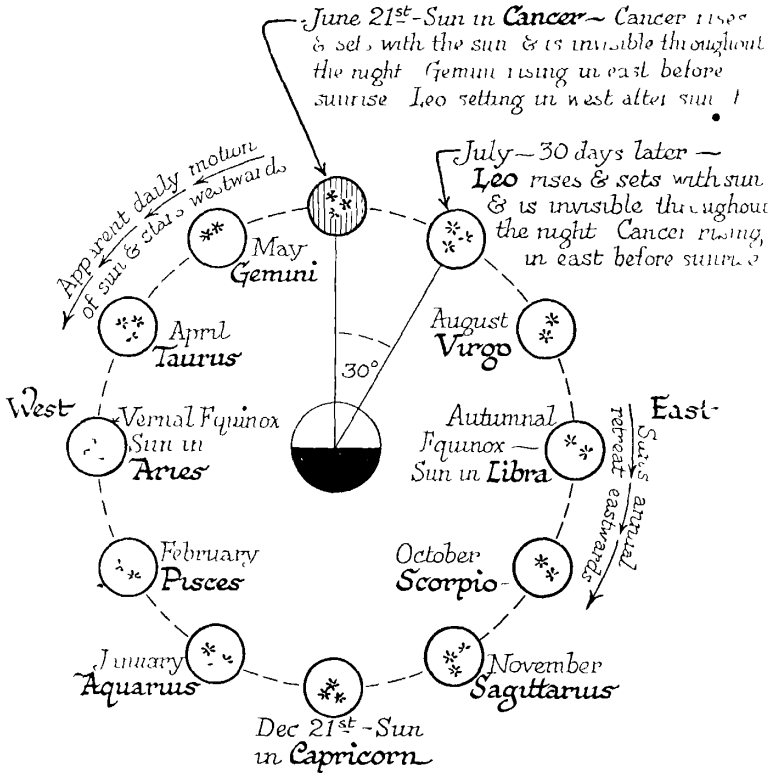 June 21st - Sun in Cancer - Cancer rises
& sets with the sun & is invisible throughout
the night Gemini rising in east before
sunrise Leo setting in west after
July - 30 days later -
Leo rises & sets with sun
& is invisible throughout
the night Cancer rising
in east before sunrise
Apparent daily motion
of sun & stars westwards
May
Gemini
April
Taurus
August
Virgo
30°
West
East
Vernal Equinox
Sun in
Aries
Autumnal
Equinox -
Sun in Libra
Sun's annual
retreat eastwards
February
Pisces
October
Scorpio
January
Aquarius
November
Sagittarius
Dec 21st - Sun
in Capricorn